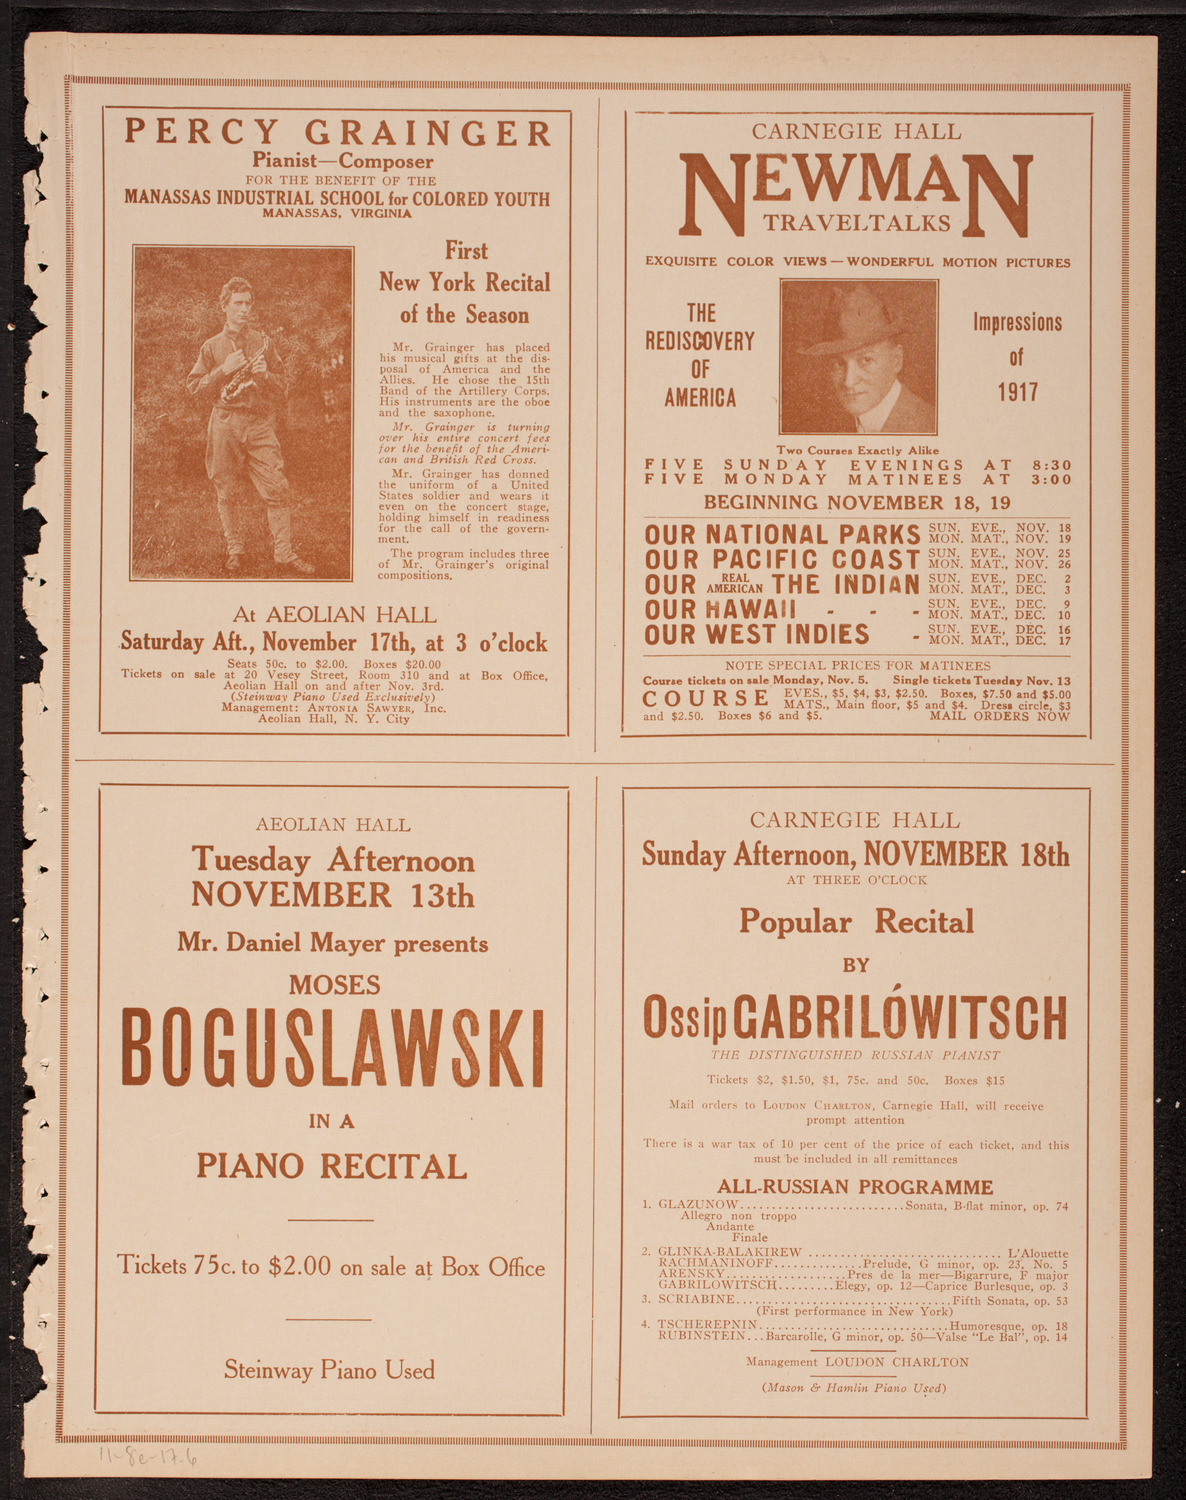 PERCY GRAINGER
Pianist—Composer
FOR THE BENEFIT OF THE
MANASSAS INDUSTRIAL SCHOOL for COLORED YOUTH
MANASSAS, VIRGINIA
First
New York Recital
of the Season
Mr. Grainger has placed
his musical gifts at the dis-
posal of America and the
Allies. He chose the 15th
Band of the Artillery Corps.
His instruments are the oboe
and the saxophone.
Mr. Grainger is turning
over his entire concert fees
for the benefit of the Ameri-
can and British Red Cross.
Mr. Grainger has donned
the uniform of a United
States soldier and wears it
even on the concert stage,
holding himself in readiness
for the call of the govern-
ment.
The program includes three
of Mr. Grainger's original
compositions.
At AEOLIAN HALL
Saturday Aft., November 17th, at 3 o'clock
Seats 50c. to $2.00. Boxes $20.00
Tickets on sale at 20 Vesey Street, Room 310 and at Box Office,
Aeolian Hall on and after Nov. 3rd.
(Steinway Piano Used Exclusively)
Management: ANTONIA SAWYER, Inc.
Aeolian Hall, N. Y. City
CARNEGIE HALL
NEWMAN
TRAVELTALKS
EXQUISITE COLOR VIEWS—WONDERFUL MOTION PICTURES
THE
REDISCOVERY
OF
AMERICA
Impressions
of
1917
Two Courses Exactly Alike
FIVE SUNDAY EVENINGS AT 8:30
FIVE MONDAY MATINEES AT 3:00
BEGINNING NOVEMBER 18, 19
OUR NATIONAL PARKS SUN. EVE., NOV. 18
MON. MAT., NOV. 19
OUR PACIFIC COAST SUN. EVE., NOV. 25
MON. MAT., NOV. 26
OUR REAL AMERICAN THE INDIAN SUN. EVE., DEC. 2
MON. MAT., DEC. 3
OUR HAWAII - - - SUN. EVE., DEC. 9
MON. MAT., DEC. 10
OUR WEST INDIES - SUN. EVE., DEC. 16
MON. MAT., DEC. 17
NOTE SPECIAL PRICES FOR MATINEES
Course tickets on sale Monday, Nov. 5. Single tickets Tuesday Nov. 13
COURSE EVES., $5, $4, $3, $2.50. Boxes, $7.50 and $5.00
MATS., Main floor, $5 and $4. Dress circle, $3
and $2.50. Boxes $6 and $5. MAIL ORDERS NOW
AEOLIAN HALL
Tuesday Afternoon
NOVEMBER 13th
Mr. Daniel Mayer presents
MOSES
BOGUSLAWSKI
IN A
PIANO RECITAL
Tickets 75c. to $2.00 on sale at Box Office
Steinway Piano Used
CARNEGIE HALL
Sunday Afternoon, NOVEMBER 18th
AT THREE O'CLOCK
Popular Recital
BY
Ossip GABRILÓWITSCH
THE DISTINGUISHED RUSSIAN PIANIST
Tickets $2, $1.50, $1, 75c. and 50c. Boxes $15
Mail orders to LOUDON CHARLTON, Carnegie Hall, will receive
prompt attention
There is a war tax of 10 per cent of the price of each ticket, and this
must be included in all remittances
ALL-RUSSIAN PROGRAMME
1. GLAZUNOW..........................Sonata, B-flat minor, op. 74
Allegro non troppo
Andante
Finale
2. GLINKA-BALAKIREW .............................. L'Alouette
RACHMANINOFF..............Prelude, G minor, op. 23, No. 5
ARENSKY...................Pres de la mer—Bigarrure, F major
GABRILOWITSCH.........Elegy, op. 12—Caprice Burlesque, op. 3
3. SCRIABINE..................................Fifth Sonata, op. 53
(First performance in New York)
4. TSCHEREPNIN..............................Humoresque, op. 18
RUBINSTEIN...Barcarolle, G minor, op. 50—Valse "Le Bal", op. 14
Management LOUDON CHARLTON
(Mason & Hamlin Piano Used)
11-8e-17.6